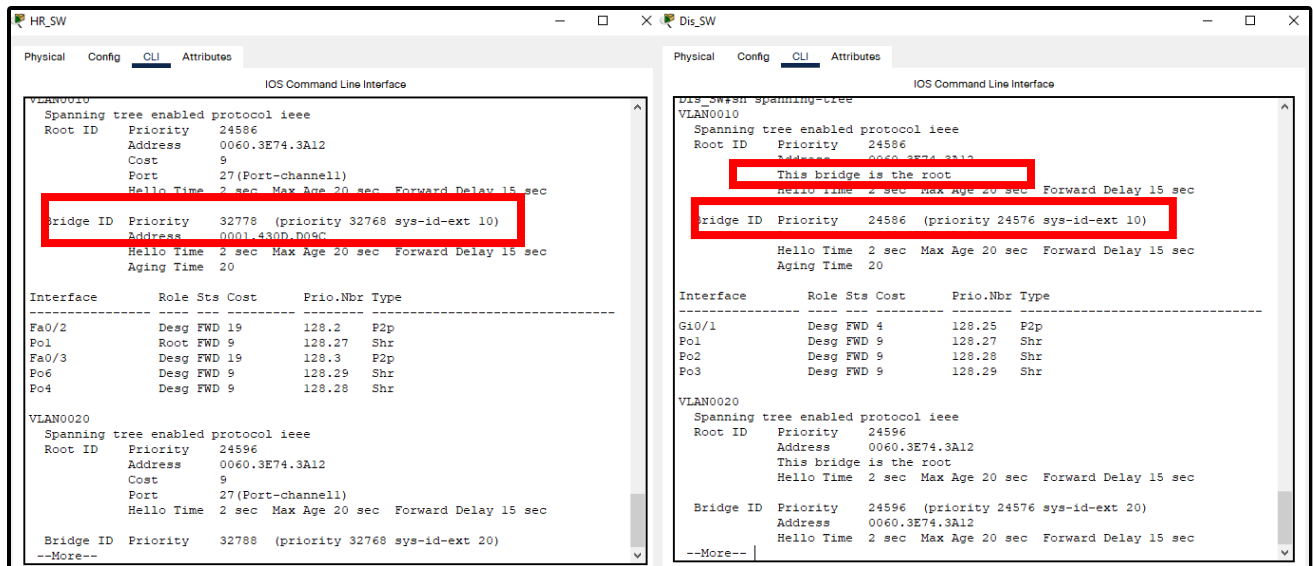 HR_SW
Physical Config CLI Attributes
IOS Command Line Interface
VLAN0010
Spanning tree enabled protocol ieee
Root ID Priority 24586
Address 0060.3E74.3A12
Cost 9
Port 27(Port-channel1)
Hello Time 2 sec Max Age 20 sec Forward Delay 15 sec
Bridge ID Priority 32778 (priority 32768 sys-id-ext 10)
Address 0001.430D.D09C
Hello Time 2 sec Max Age 20 sec Forward Delay 15 sec
Aging Time 20
Interface Role Sts Cost Prio.Nbr Type
---------------- ---- --- --------- -------- --------------------------------
Fa0/2 Desg FWD 19 128.2 P2p
Po1 Root FWD 9 128.27 Shr
Fa0/3 Desg FWD 19 128.3 P2p
Po6 Desg FWD 9 128.29 Shr
Po4 Desg FWD 9 128.28 Shr
VLAN0020
Spanning tree enabled protocol ieee
Root ID Priority 24596
Address 0060.3E74.3A12
Cost 9
Port 27(Port-channel1)
Hello Time 2 sec Max Age 20 sec Forward Delay 15 sec
Bridge ID Priority 32788 (priority 32768 sys-id-ext 20)
--More--
Dis_SW
Physical Config CLI Attributes
IOS Command Line Interface
Dis_SW#sh spanning-tree
VLAN0010
Spanning tree enabled protocol ieee
Root ID Priority 24586
Address 0060.3E74.3A12
This bridge is the root
Hello Time 2 sec Max Age 20 sec Forward Delay 15 sec
Bridge ID Priority 24586 (priority 24576 sys-id-ext 10)
Hello Time 2 sec Max Age 20 sec Forward Delay 15 sec
Aging Time 20
Interface Role Sts Cost Prio.Nbr Type
---------------- ---- --- --------- -------- --------------------------------
Gi0/1 Desg FWD 4 128.25 P2p
Po1 Desg FWD 9 128.27 Shr
Po2 Desg FWD 9 128.28 Shr
Po3 Desg FWD 9 128.29 Shr
VLAN0020
Spanning tree enabled protocol ieee
Root ID Priority 24596
Address 0060.3E74.3A12
This bridge is the root
Hello Time 2 sec Max Age 20 sec Forward Delay 15 sec
Bridge ID Priority 24596 (priority 24576 sys-id-ext 20)
Address 0060.3E74.3A12
Hello Time 2 sec Max Age 20 sec Forward Delay 15 sec
--More--